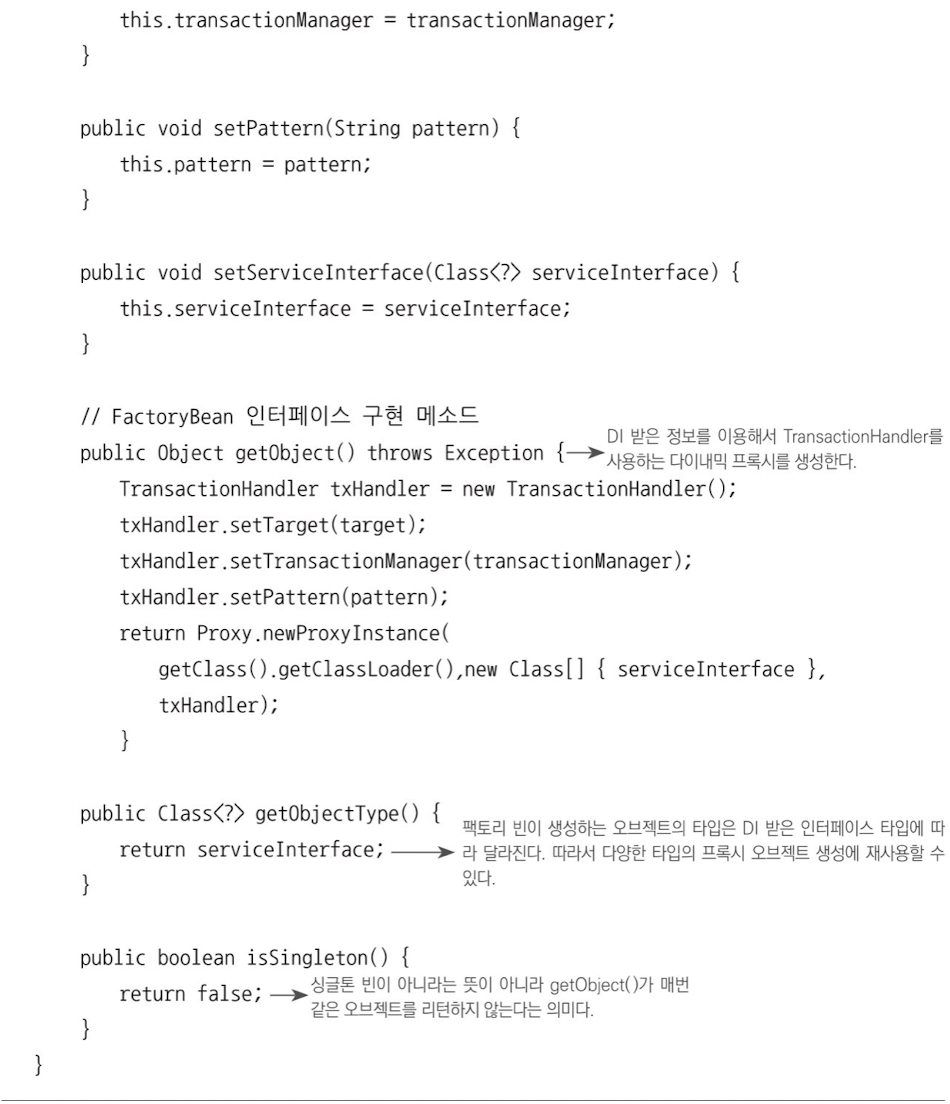 this.transactionManager = transactionManager;
}
public void setPattern(String pattern) {
this.pattern = pattern;
}
public void setServiceInterface(Class<?> serviceInterface) {
this.serviceInterface = serviceInterface;
}
// FactoryBean 인터페이스 구현 메소드
public Object getObject() throws Exception {
DI 받은 정보를 이용해서 TransactionHandler를
사용하는 다이내믹 프록시를 생성한다.
TransactionHandler txHandler = new TransactionHandler();
txHandler.setTarget(target);
txHandler.setTransactionManager(transactionManager);
txHandler.setPattern(pattern);
return Proxy.newProxyInstance(
getClass().getClassLoader(),new Class[] { serviceInterface },
txHandler);
}
public Class<?> getObjectType() {
return serviceInterface;
팩토리 빈이 생성하는 오브젝트의 타입은 DI 받은 인터페이스 타입에 따
라 달라진다. 따라서 다양한 타입의 프록시 오브젝트 생성에 재사용할 수
있다.
}
public boolean isSingleton() {
return false;
싱글톤 빈이 아니라는 뜻이 아니라 getObject()가 매번
같은 오브젝트를 리턴하지 않는다는 의미다.
}
}